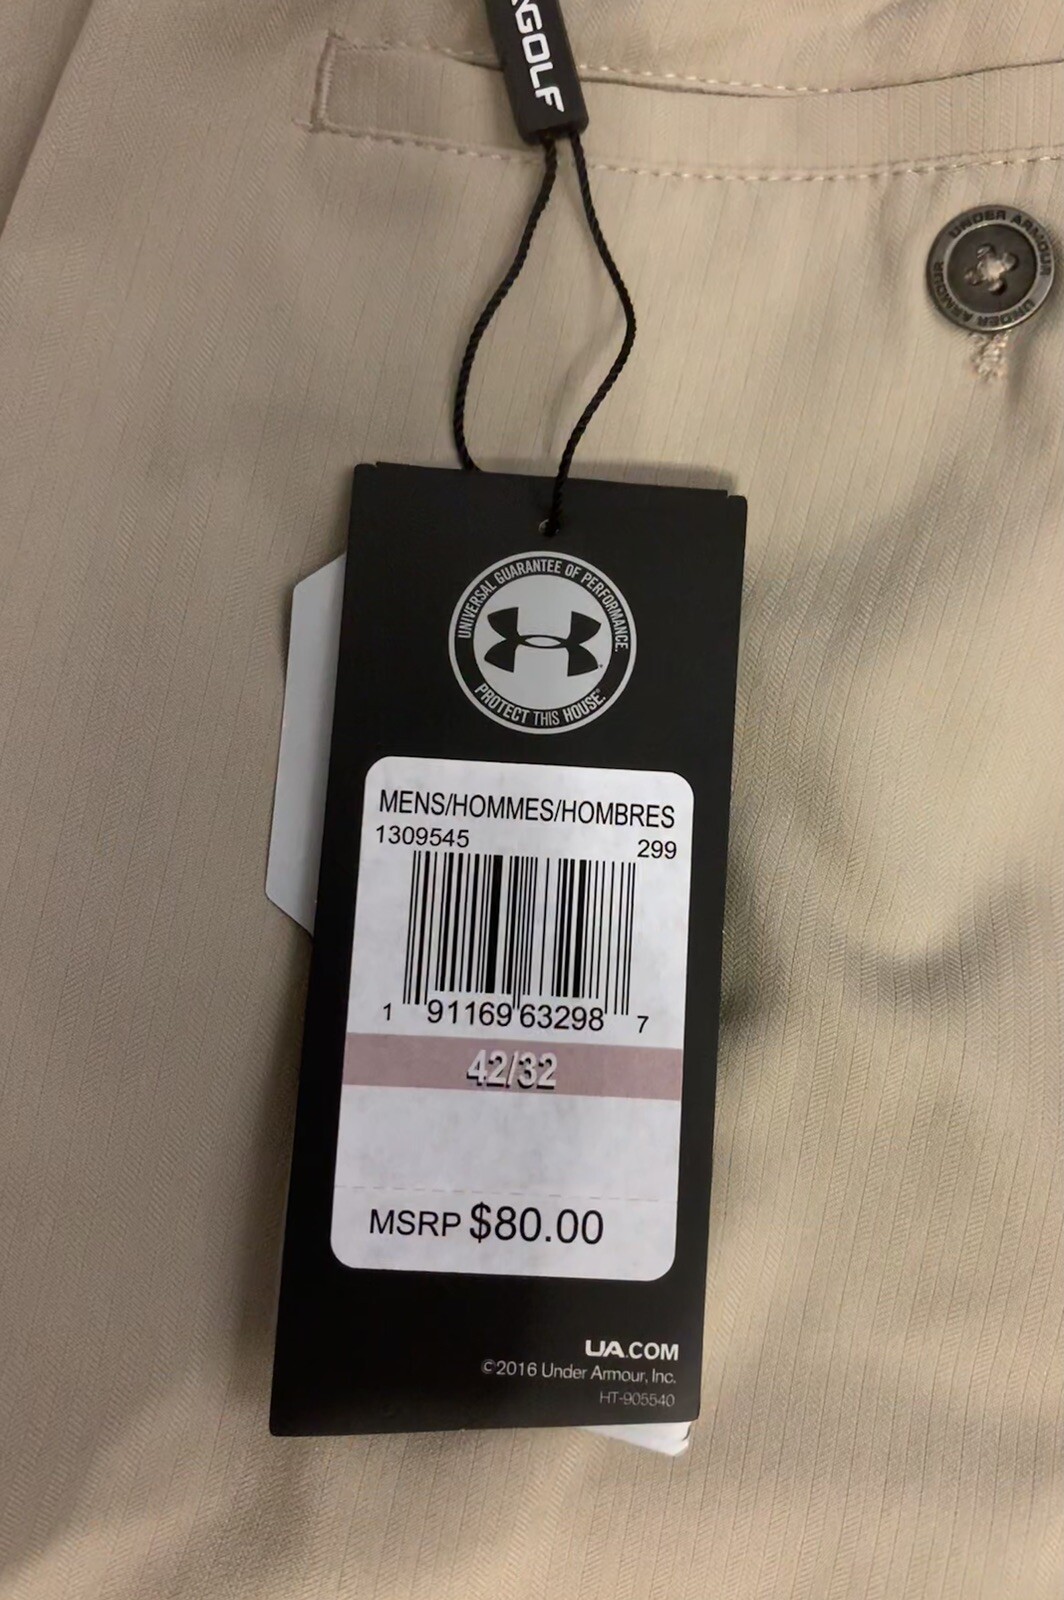 GOLF
UNDER ARMOUR
UNDER ARMOUR
UNIVERSAL GUARANTEE OF PERFORMANCE.
PROTECT THIS HOUSE®
MENS/HOMMES/HOMBRES
1309545 299
1 91169 63298 7
42/32
MSRP $80.00
UA.COM
©2016 Under Armour, Inc.
HT-905540